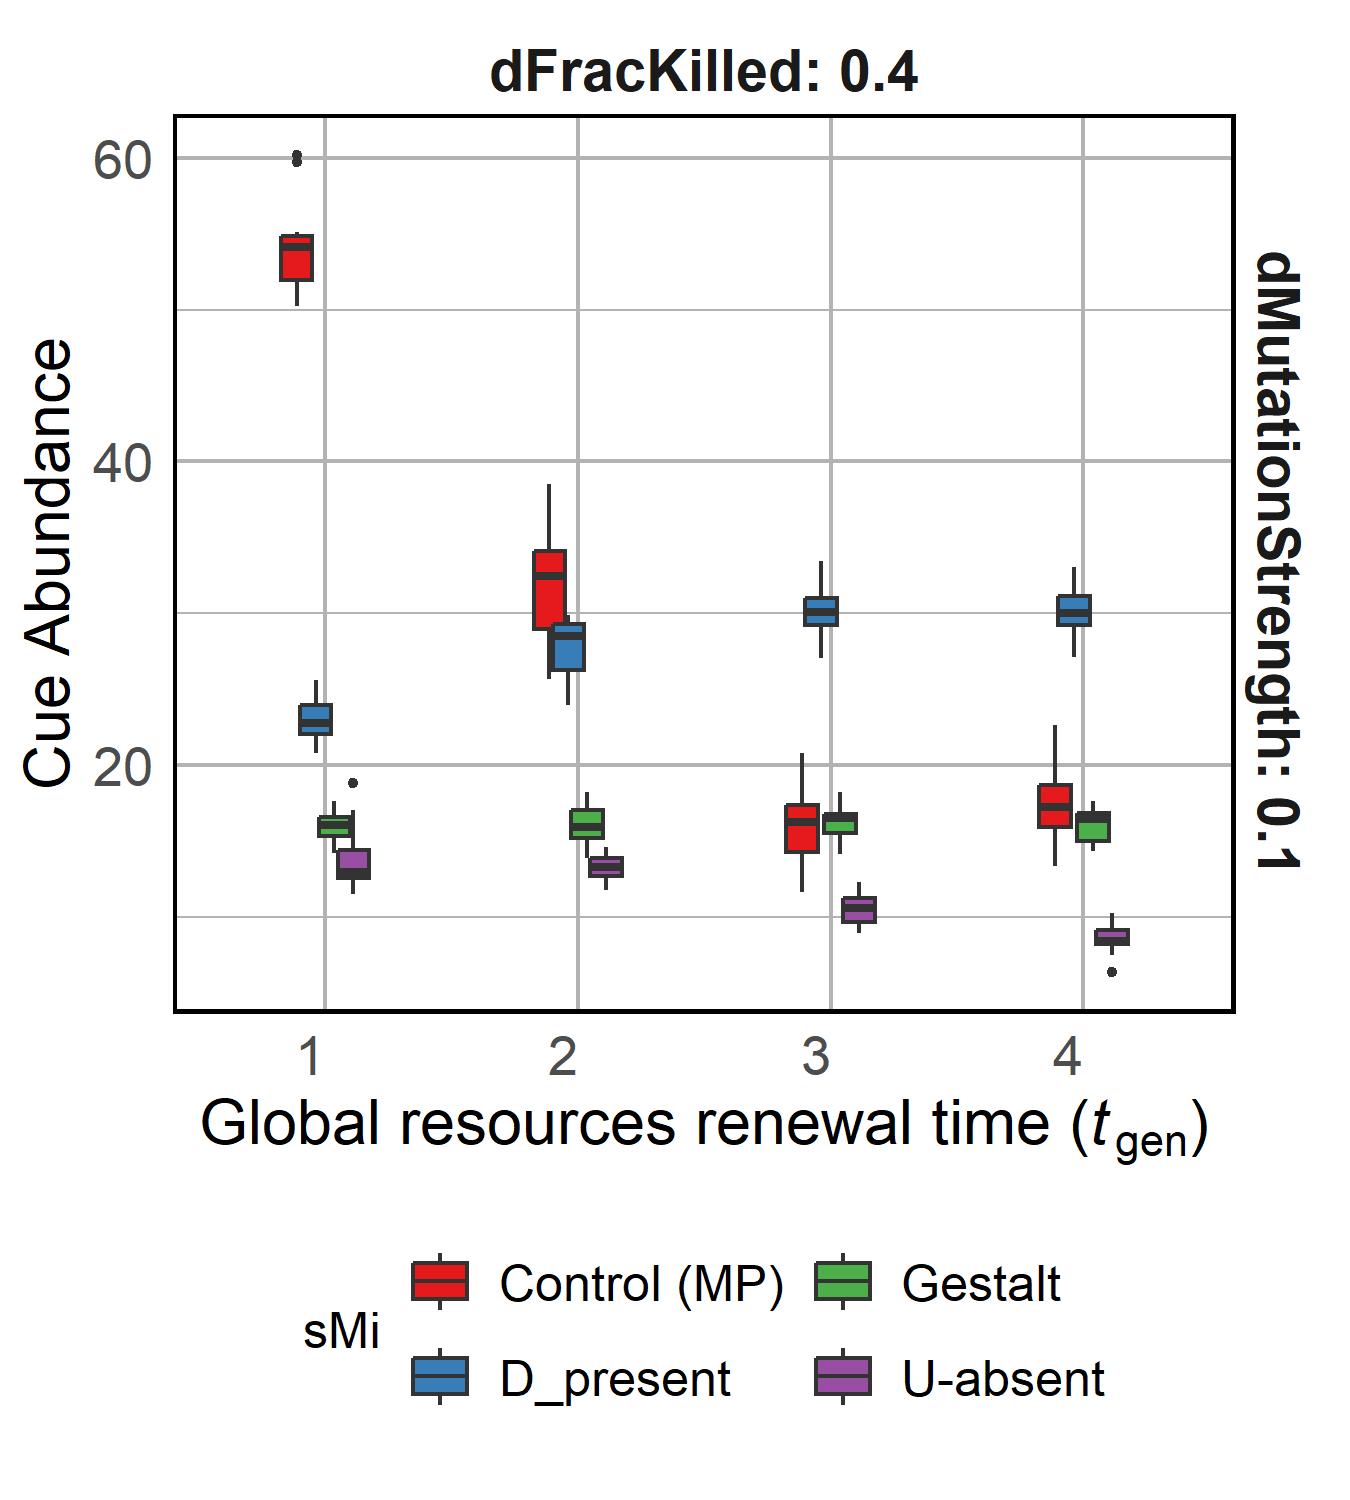 dFracKilled: 0.4
60
40
20
Cue Abundance
dMutationStrength: 0.1
1 2 3 4
Global resources renewal time (t gen)
sMi
Control (MP) Gestalt
D_present U-absent